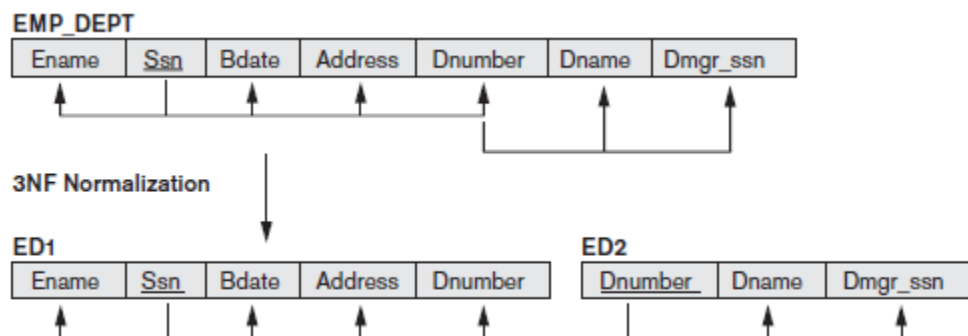 EMP_DEPT
Ename Ssn Bdate Address Dnumber Dname Dmgr_ssn
3NF Normalization
ED1
Ename Ssn Bdate Address Dnumber
ED2
Dnumber Dname Dmgr_ssn